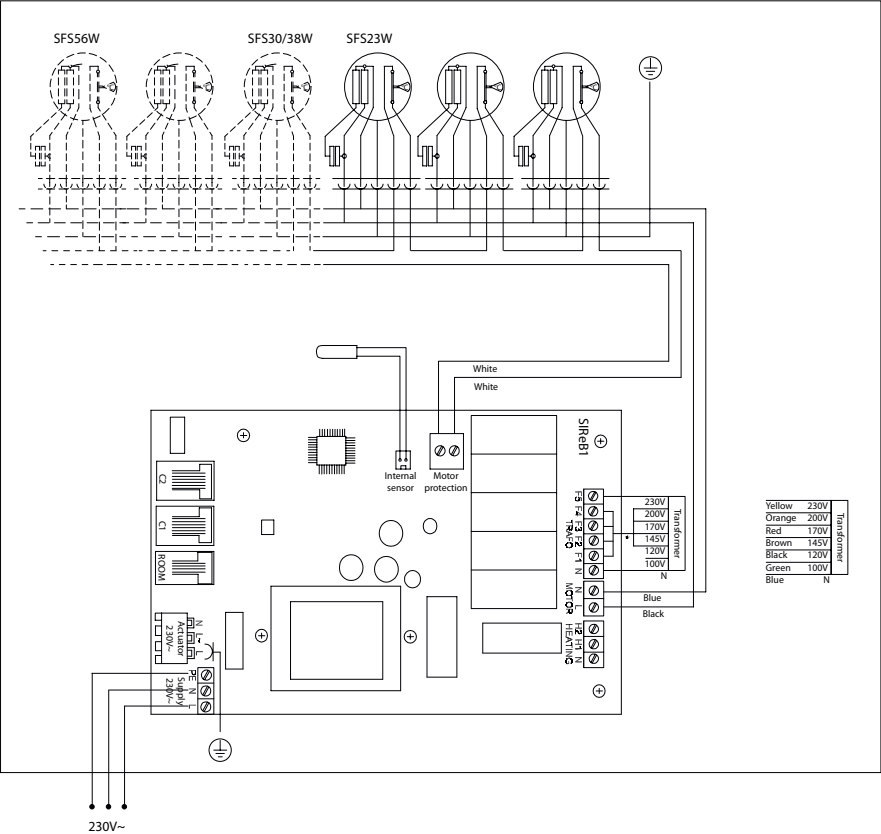 SFS56W
SFS30/38W
SFS23W
White
White
SIReB1
Internal
sensor
Motor
protection
C2
C1
ROOM
F5
F4
F3
F2
F1
N
TRAFO
230V
200V
170V
145V
120V
100V
N
Transformer
Yellow 230V
Orange 200V
Red 170V
Brown 145V
Black 120V
Green 100V
Blue N
Transformer
N
L
MOTOR
Blue
Black
H2
H1
N
HEATING
Actuator
230V~
N
L~
L
PE
N
L
Supply
230V~
230V~